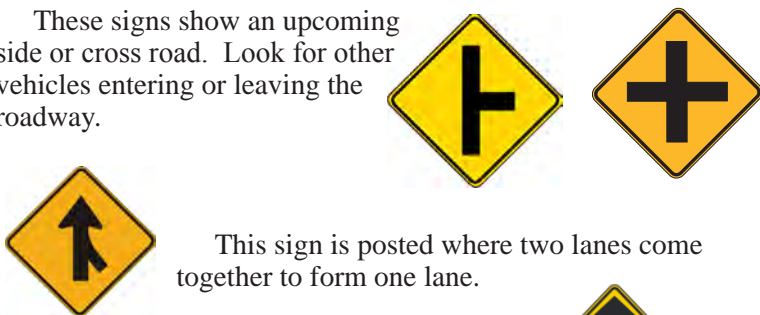 These signs show an upcoming
side or cross road. Look for other
vehicles entering or leaving the
roadway.
This sign is posted where two lanes come
together to form one lane.